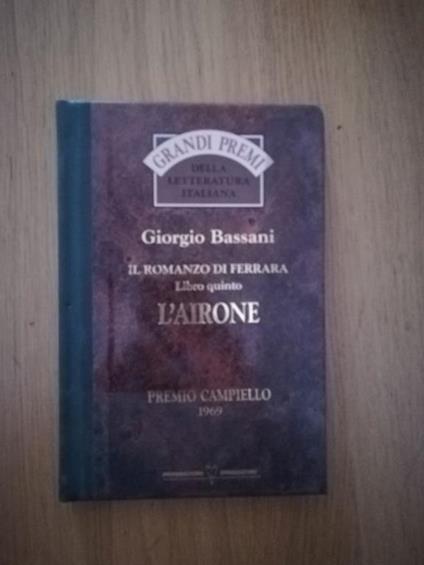 GRANDI PREMI
DELLA
LETTERATURA
ITALIANA
Giorgio Bassani
IL ROMANZO DI FERRARA
Libro quinto
L'AIRONE
PREMIO CAMPIELLO
1969